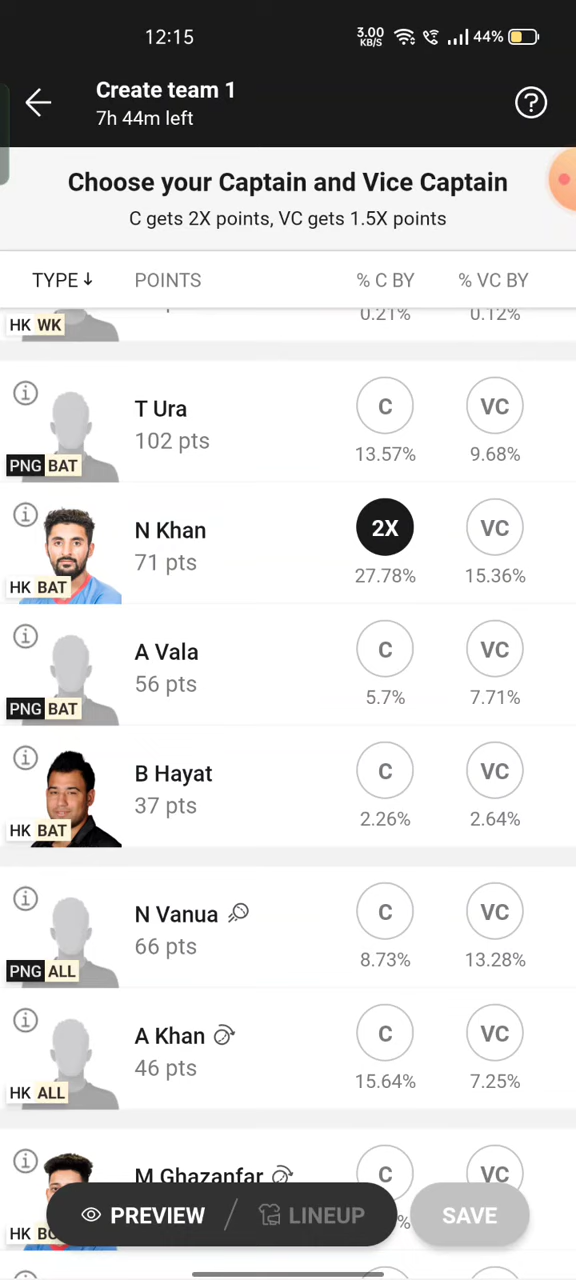 12:15
3.00 KB/S
44%
Create team 1
7h 44m left
Choose your Captain and Vice Captain
C gets 2X points, VC gets 1.5X points
TYPE↓ POINTS % C BY % VC BY
HK WK 0.21% 0.12%
T Ura
102 pts
PNG BAT
C VC
13.57% 9.68%
N Khan
71 pts
HK BAT
2X VC
27.78% 15.36%
A Vala
56 pts
PNG BAT
C VC
5.7% 7.71%
B Hayat
37 pts
HK BAT
C VC
2.26% 2.64%
N Vanua
66 pts
PNG ALL
C VC
8.73% 13.28%
A Khan
46 pts
HK ALL
C VC
15.64% 7.25%
M Ghazanfar
C VC
HK
PREVIEW / LINEUP
SAVE